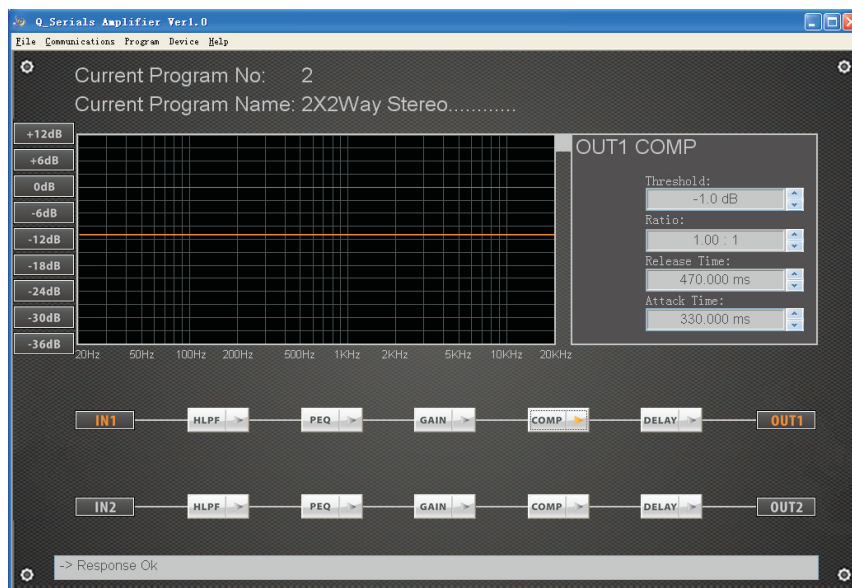 Q_Serials Amplifier Ver1.0
File Communications Program Device Help
Current Program No: 2
Current Program Name: 2X2Way Stereo............
+12dB
+6dB
0dB
-6dB
-12dB
-18dB
-24dB
-30dB
-36dB
20Hz 50Hz 100Hz 200Hz 500Hz 1KHz 2KHz 5KHz 10KHz 20KHz
OUT1 COMP
Threshold:
-1.0 dB
Ratio:
1.00 : 1
Release Time:
470.000 ms
Attack Time:
330.000 ms
IN1 HLPF PEQ GAIN COMP DELAY OUT1
IN2 HLPF PEQ GAIN COMP DELAY OUT2
-> Response Ok